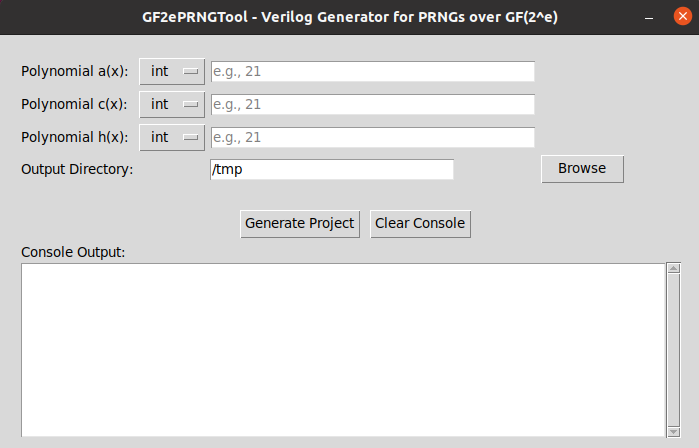 GF2ePRNGTool - Verilog Generator for PRNGs over GF(2^e)
Polynomial a(x): int e.g., 21
Polynomial c(x): int e.g., 21
Polynomial h(x): int e.g., 21
Output Directory: /tmp Browse
Generate Project Clear Console
Console Output: